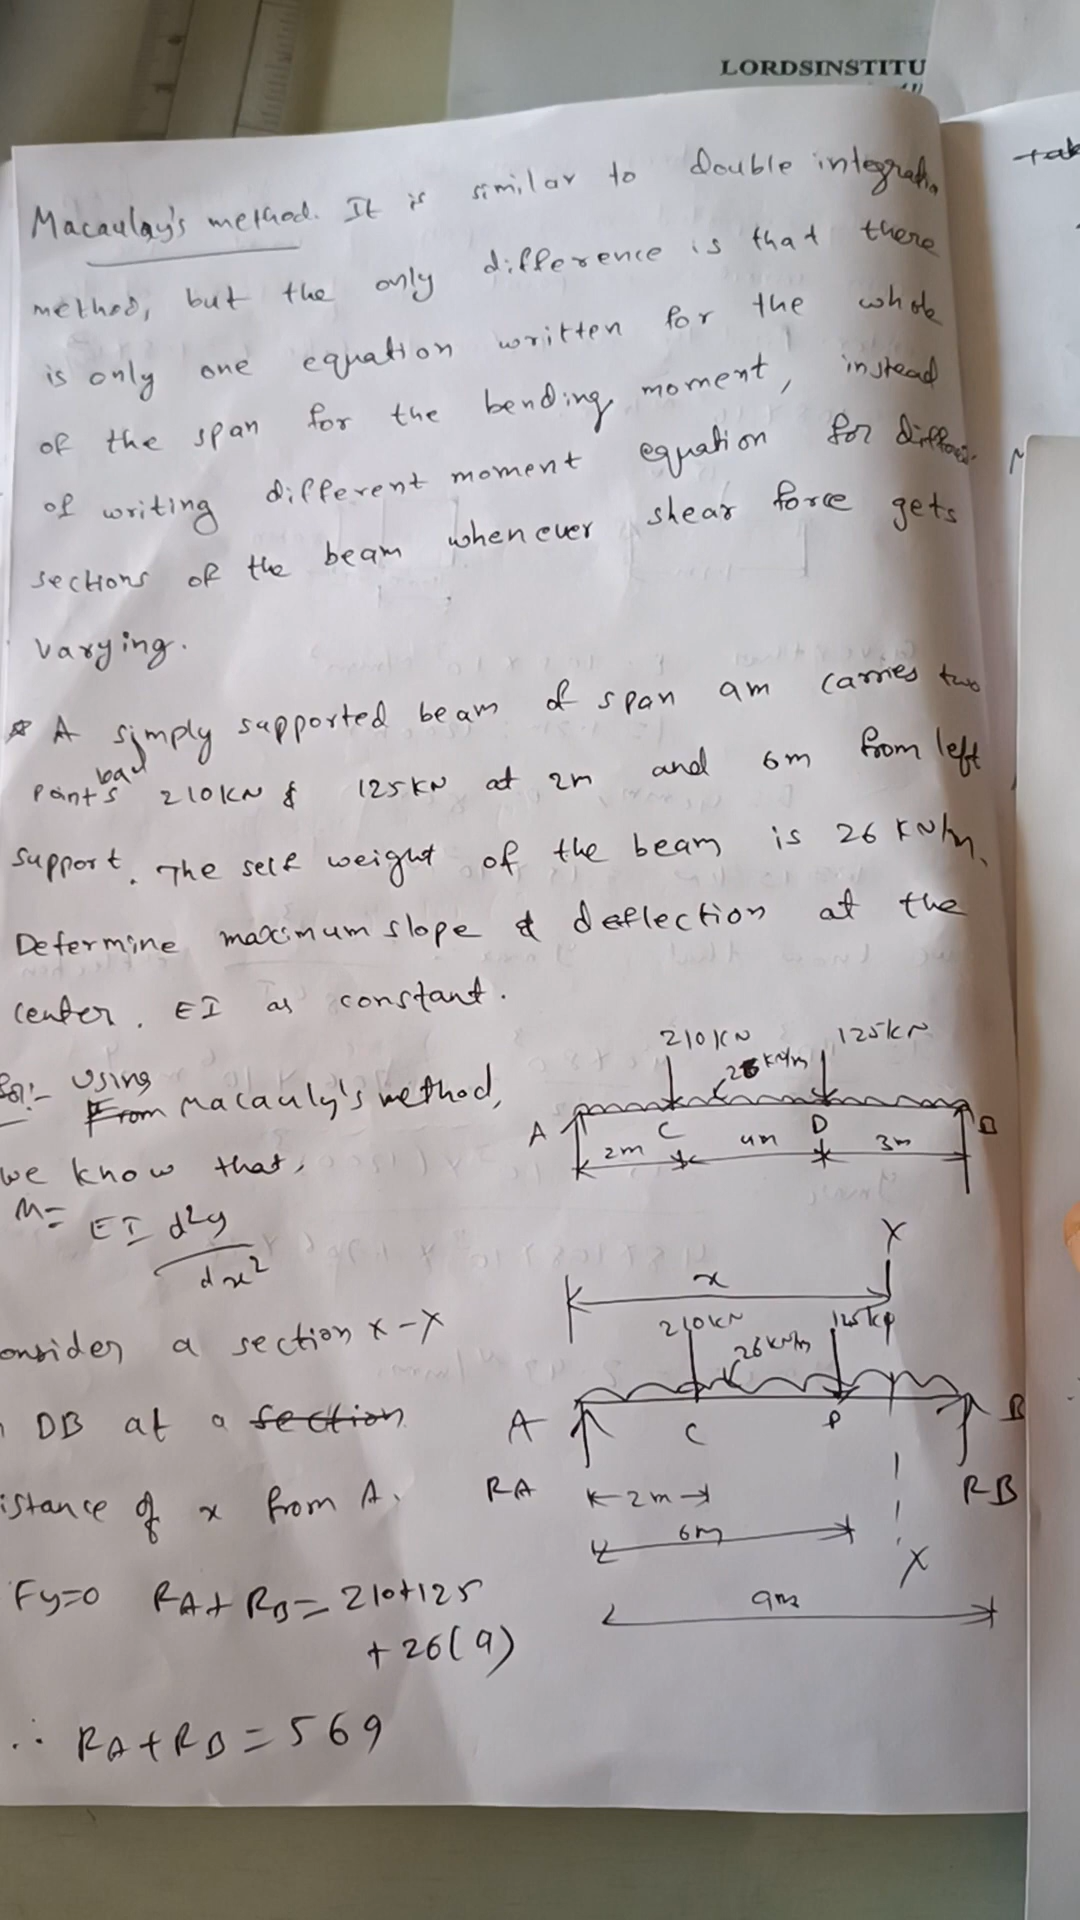 LORDSINSTITU
Macaulay's method. It is similar to double integratio
method, but the only difference is that there
is only one equation written for the whole
of the span for the bending moment, instead
of writing different moment equation for
sections of the beam whenever shear force gets
varying.
A simply supported beam of span 9m carries two
load
points 210KN & 125KN at 2m and 6m from left
support. The self weight of the beam is 26 KN/m.
Determine maximum slope & deflection at the
center. EI as constant.
Sol:- Using
From Macauly's method,
we know that,
M= EI d²y
dx²
210KN 125KN
26 KN/m
A C D B
2m 4m 3m
X
x
210KN 125KN
26KN/m
A C D B
RA RB
2m
6m
X
9m
onsider a section X-X
DB at a section
istance of x from A.
Fy=0 RA+RB=210+125
+26(9)
∴ RA+RB=569